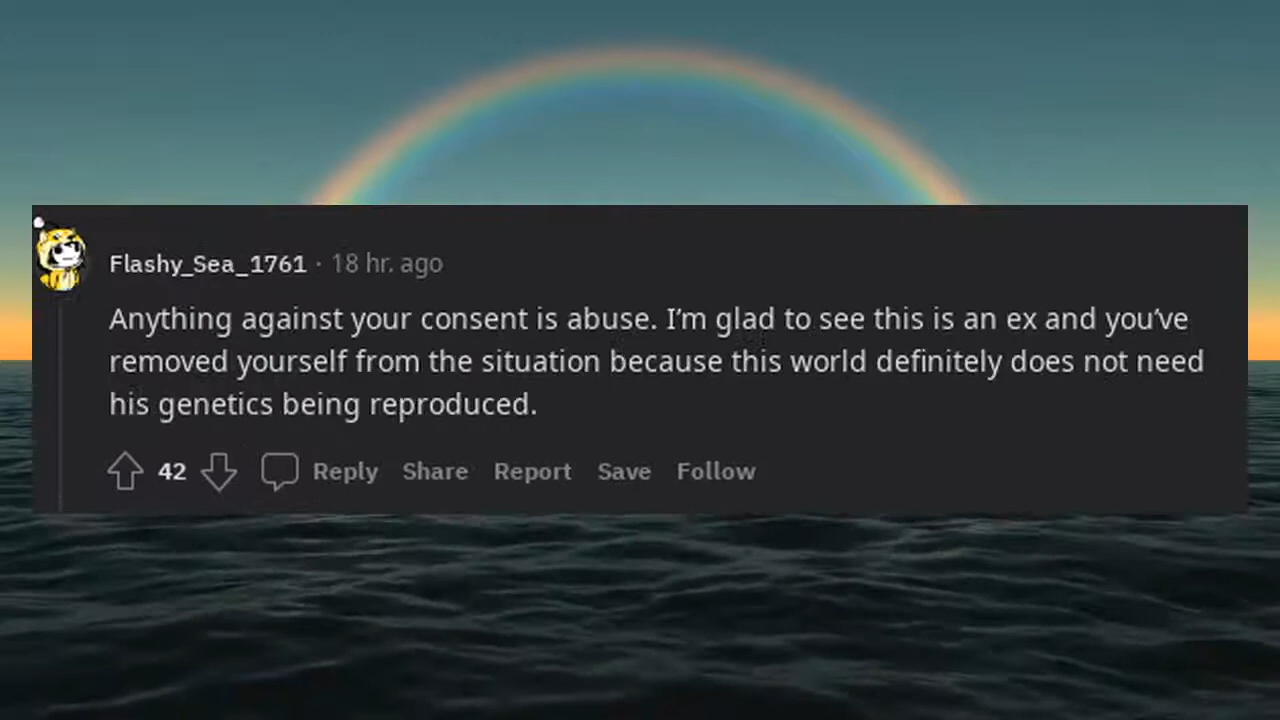 Flashy_Sea_1761 · 18 hr. ago
Anything against your consent is abuse. I’m glad to see this is an ex and you’ve
removed yourself from the situation because this world definitely does not need
his genetics being reproduced.
42 Reply Share Report Save Follow